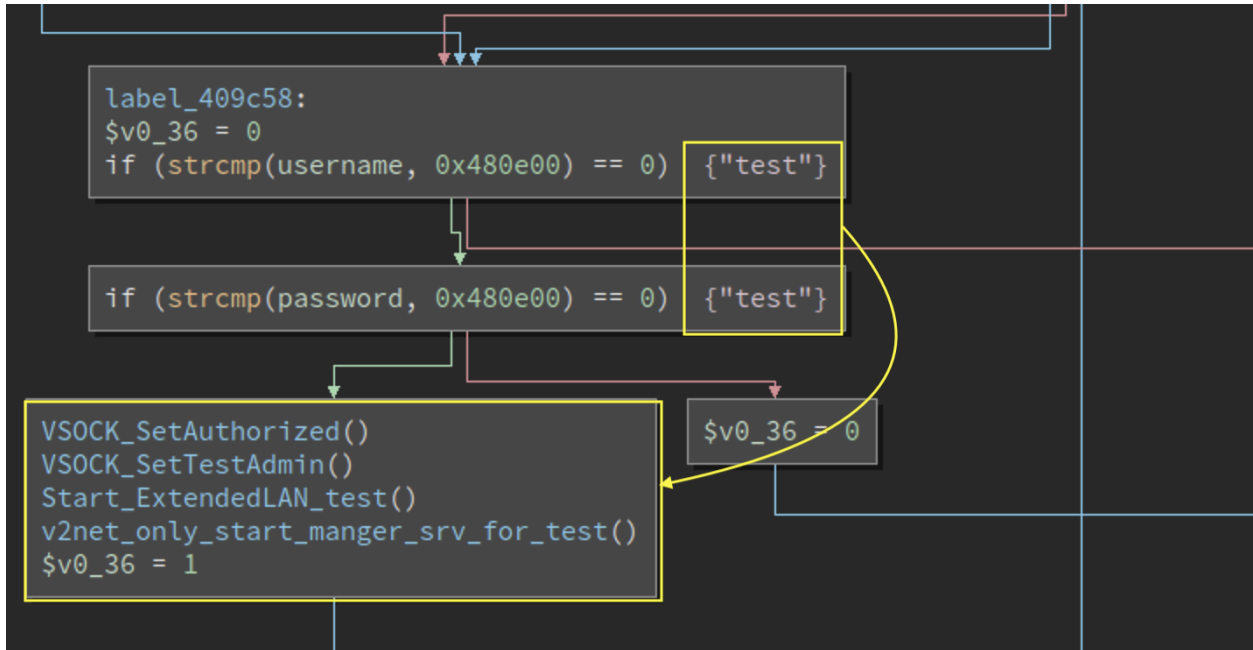 label_409c58:
$v0_36 = 0
if (strcmp(username, 0x480e00) == 0) {"test"}
if (strcmp(password, 0x480e00) == 0) {"test"}
VSOCK_SetAuthorized()
VSOCK_SetTestAdmin()
Start_ExtendedLAN_test()
v2net_only_start_manger_srv_for_test()
$v0_36 = 1
$v0_36 = 0